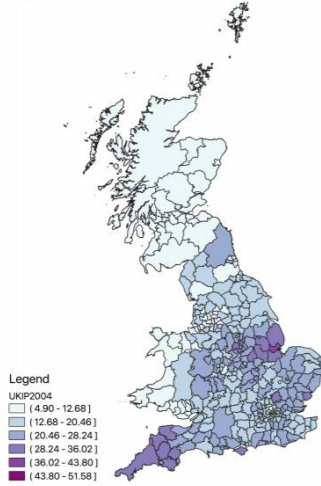 Legend
UKIP2004
( 4.90 - 12.68 ]
( 12.68 - 20.46 ]
( 20.46 - 28.24 ]
( 28.24 - 36.02 ]
( 36.02 - 43.80 ]
( 43.80 - 51.58 ]